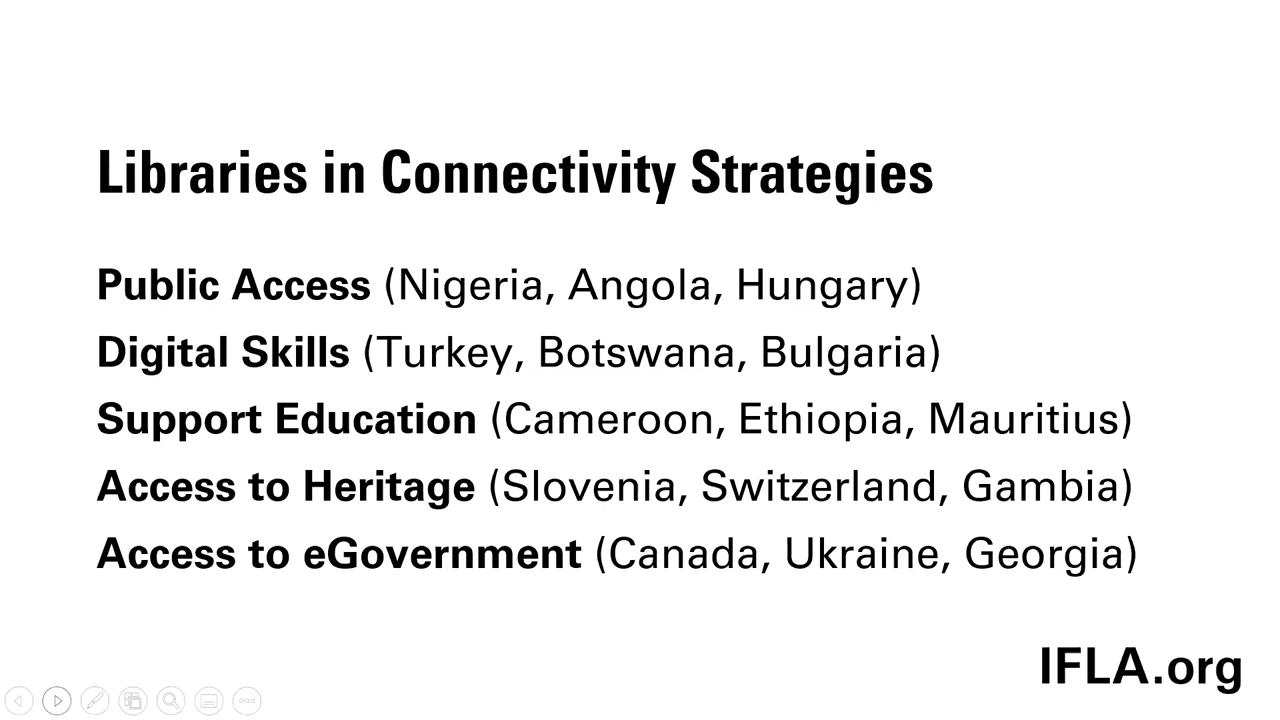 Libraries in Connectivity Strategies
Public Access (Nigeria, Angola, Hungary)
Digital Skills (Turkey, Botswana, Bulgaria)
Support Education (Cameroon, Ethiopia, Mauritius)
Access to Heritage (Slovenia, Switzerland, Gambia)
Access to eGovernment (Canada, Ukraine, Georgia)
IFLA.org